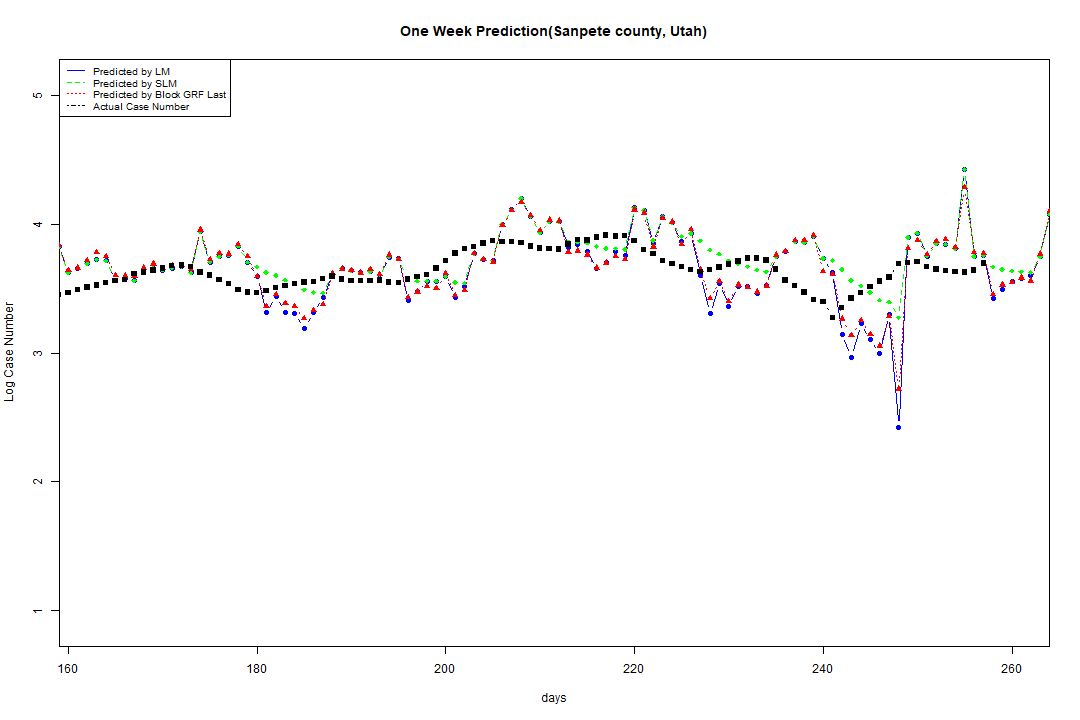 One Week Prediction(Sanpete county, Utah)
Predicted by LM
Predicted by SLM
Predicted by Block GRF Last
Actual Case Number
5
4
3
2
1
Log Case Number
160 180 200 220 240 260
days